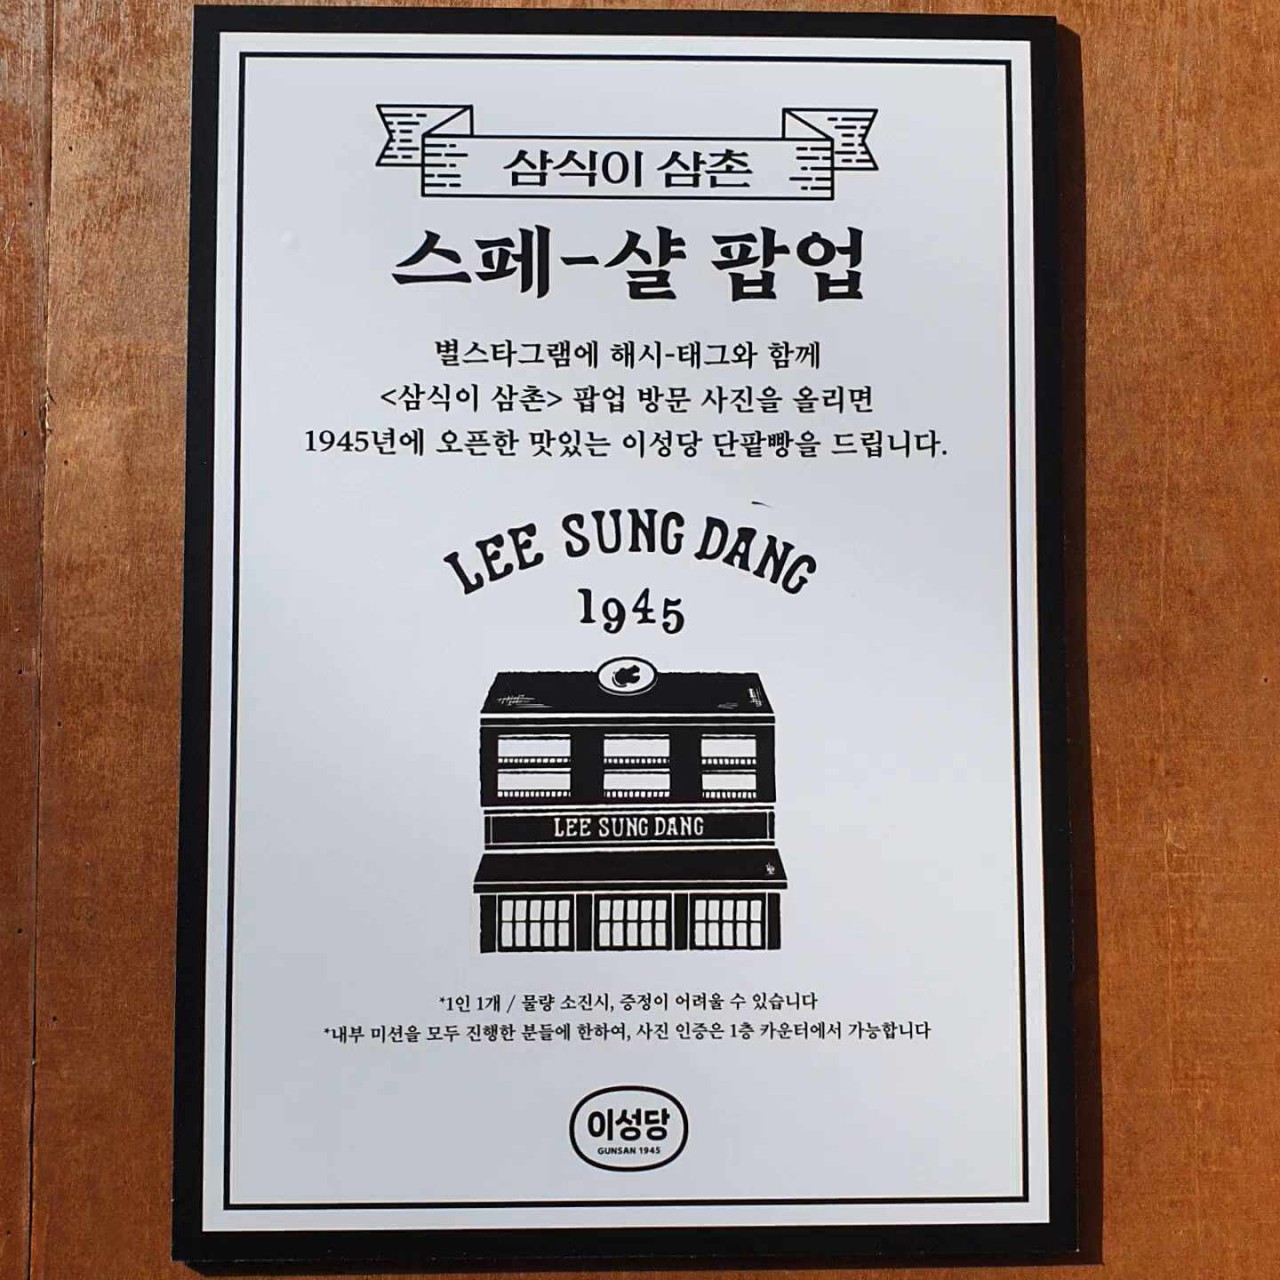 삼식이 삼촌
스페-샬 팝업
별스타그램에 해시-태그와 함께
<삼식이 삼촌> 팝업 방문 사진을 올리면
1945년에 오픈한 맛있는 이성당 단팥빵을 드립니다.
LEE SUNG DANG
1945
LEE SUNG DANG
*1인 1개 / 물량 소진시, 증정이 어려울 수 있습니다
*내부 미션을 모두 진행한 분들에 한하여, 사진 인증은 1층 카운터에서 가능합니다
이성당
GUNSAN 1945